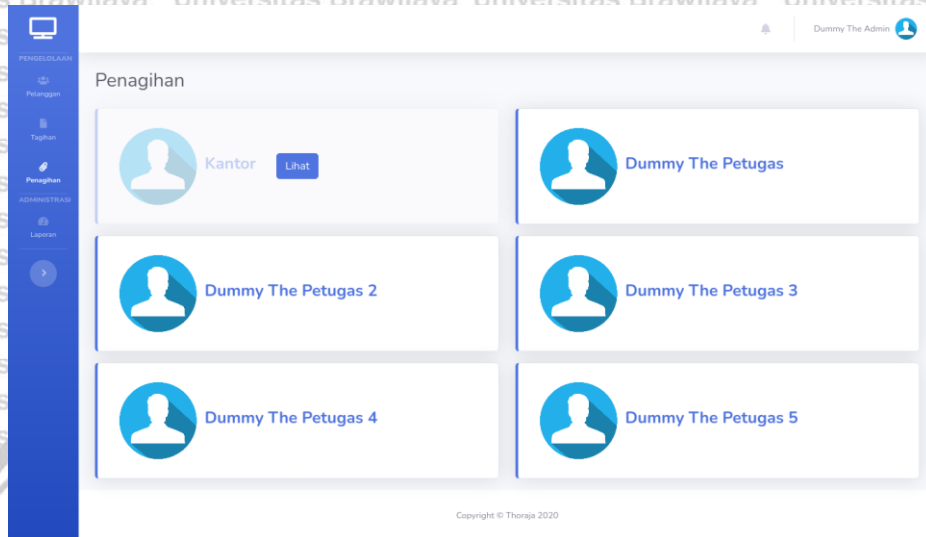 Dummy The Admin
PENGELOLAAN
Pelanggan
Tagihan
Penagihan
ADMINISTRASI
Laporan
Penagihan
Kantor
Lihat
Dummy The Petugas
Dummy The Petugas 2
Dummy The Petugas 3
Dummy The Petugas 4
Dummy The Petugas 5
Copyright © Thoraja 2020